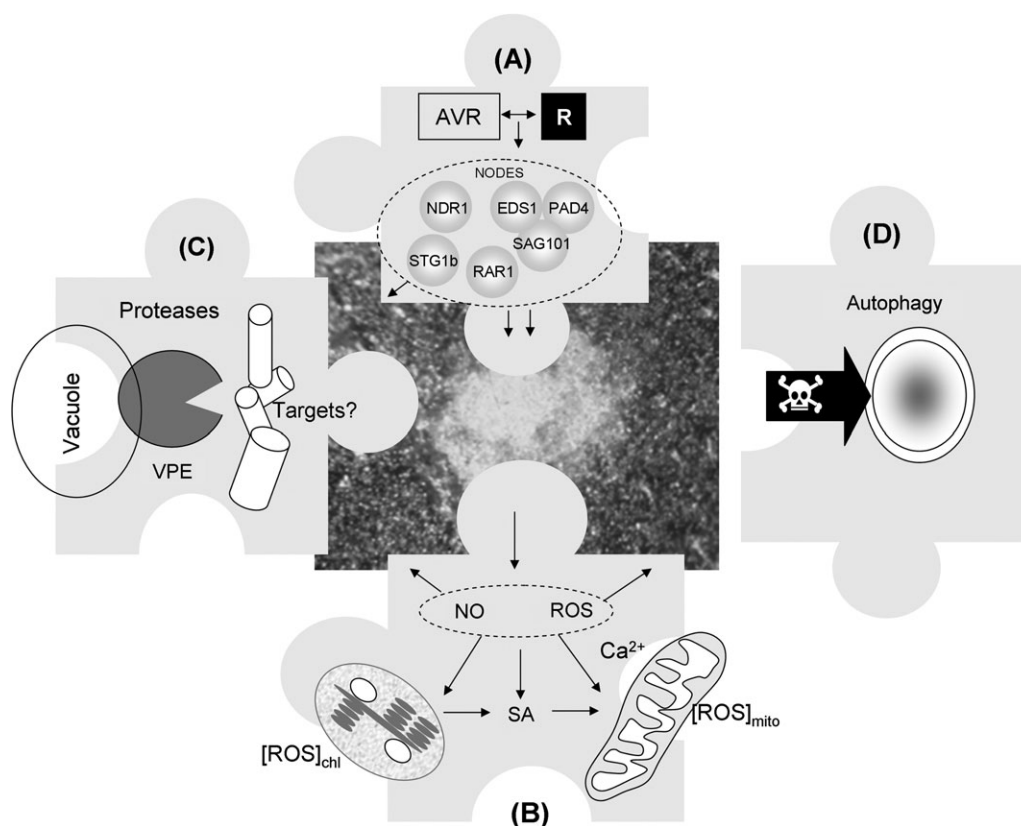 (A)
AVR
R
NODES
NDR1
EDS1
PAD4
SAG101
STG1b
RAR1
(C)
Proteases
Vacuole
Targets?
VPE
(D)
Autophagy
NO
ROS
Ca²⁺
SA
[ROS]mito
[ROS]chl
(B)